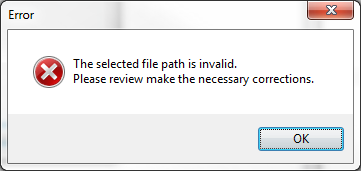 Error
The selected file path is invalid.
Please review make the necessary corrections.
OK